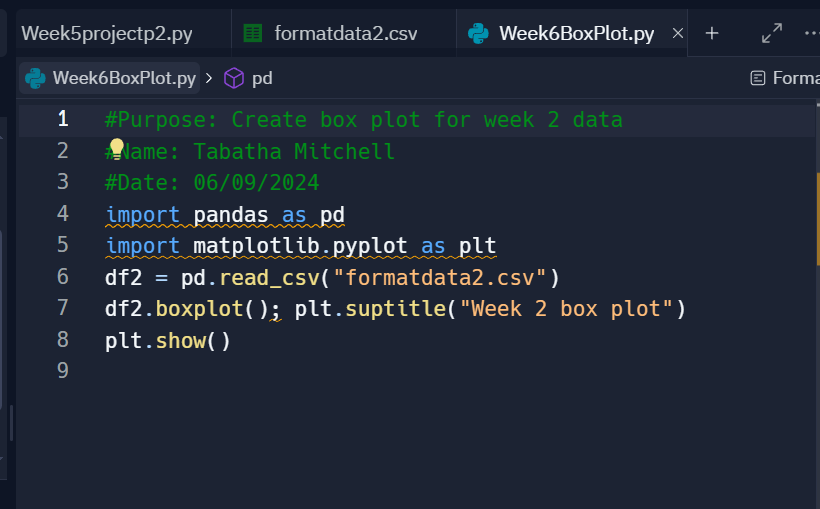 Week5projectp2.py
formatdata2.csv
Week6BoxPlot.py
Week6BoxPlot.py > pd
Forma
1 #Purpose: Create box plot for week 2 data
2 #Name: Tabatha Mitchell
3 #Date: 06/09/2024
4 import pandas as pd
5 import matplotlib.pyplot as plt
6 df2 = pd.read_csv("formatdata2.csv")
7 df2.boxplot(); plt.suptitle("Week 2 box plot")
8 plt.show()
9